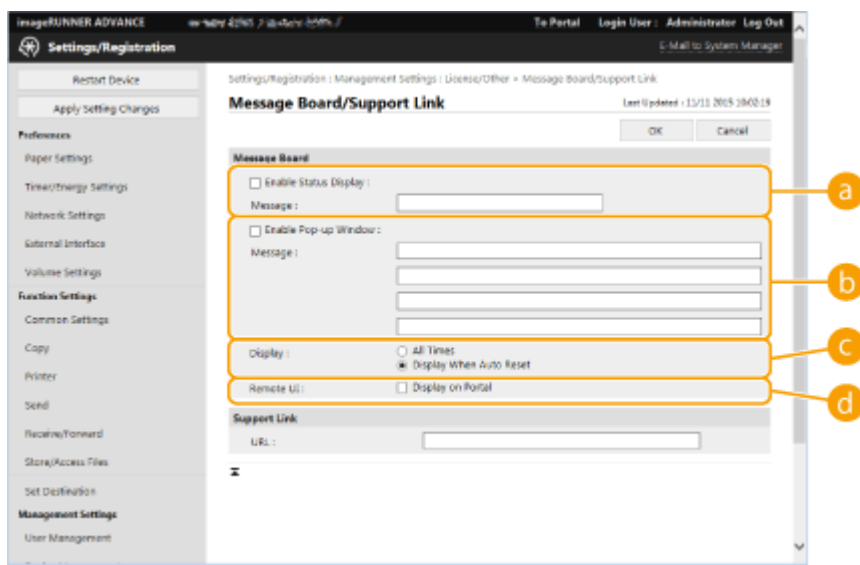 imageRUNNER ADVANCE To Portal Login User : Administrator Log Out
Settings/Registration E-Mail to System Manager
Restart Device
Apply Setting Changes
Preferences
Paper Settings
Timer/Energy Settings
Network Settings
External Interface
Volume Settings
Function Settings
Common Settings
Copy
Printer
Send
Receive/Forward
Store/Access Files
Set Destination
Management Settings
User Management
Settings/Registration : Management Settings : License/Other > Message Board/Support Link
Message Board/Support Link Last Updated : 11/11 2015 10:02:19
OK Cancel
Message Board
Enable Status Display :
Message :
a
Enable Pop-up Window :
Message :
b
Display : All Times
Display When Auto Reset
c
Remote UI : Display on Portal
d
Support Link
URL :